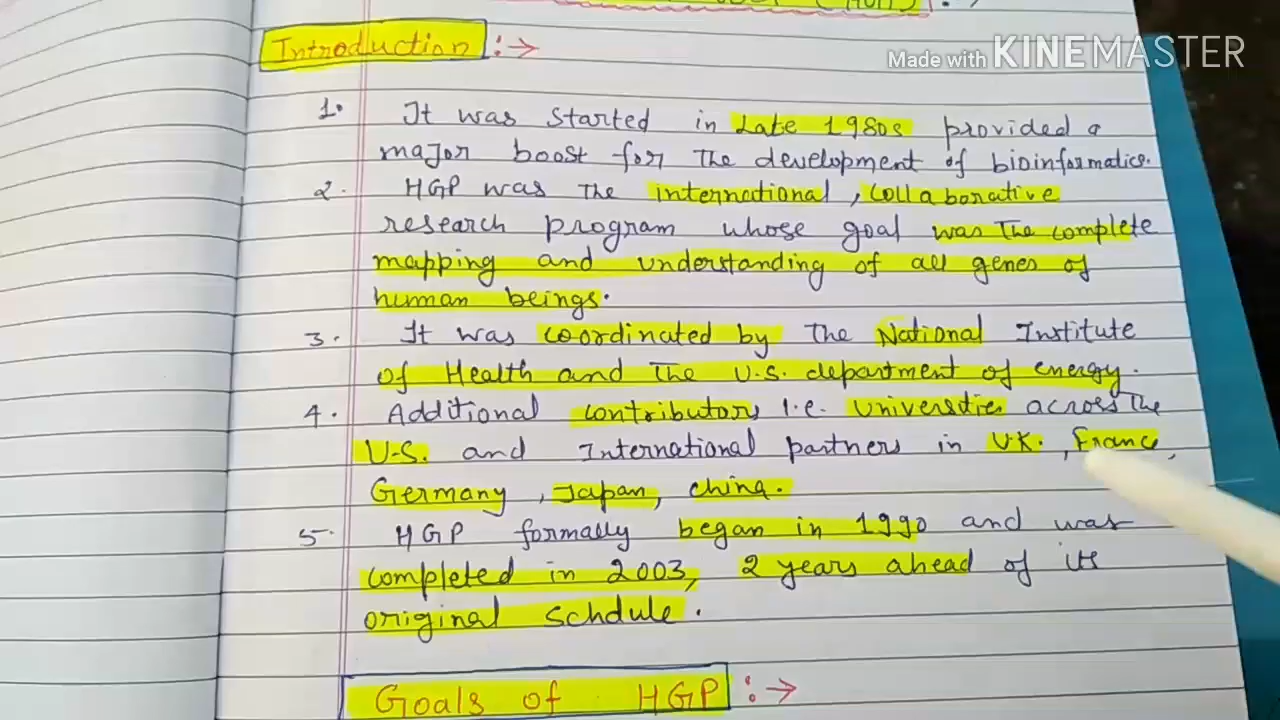 Made with KINEMASTER
Introduction :→
1. It was started in Late 1980s provided a
major boost for the development of bioinformatics.
2. HGP was the international, collaborative
research program whose goal was the complete
mapping and understanding of all genes of
human beings.
3. It was coordinated by the National Institute
of Health and the U.S. department of energy.
4. Additional contributors i.e. Universties across the
U.S. and International partners in U.K., France,
Germany, Japan, china.
5. HGP formally began in 1990 and was
completed in 2003, 2 years ahead of its
original schdule.
Goals of HGP :→